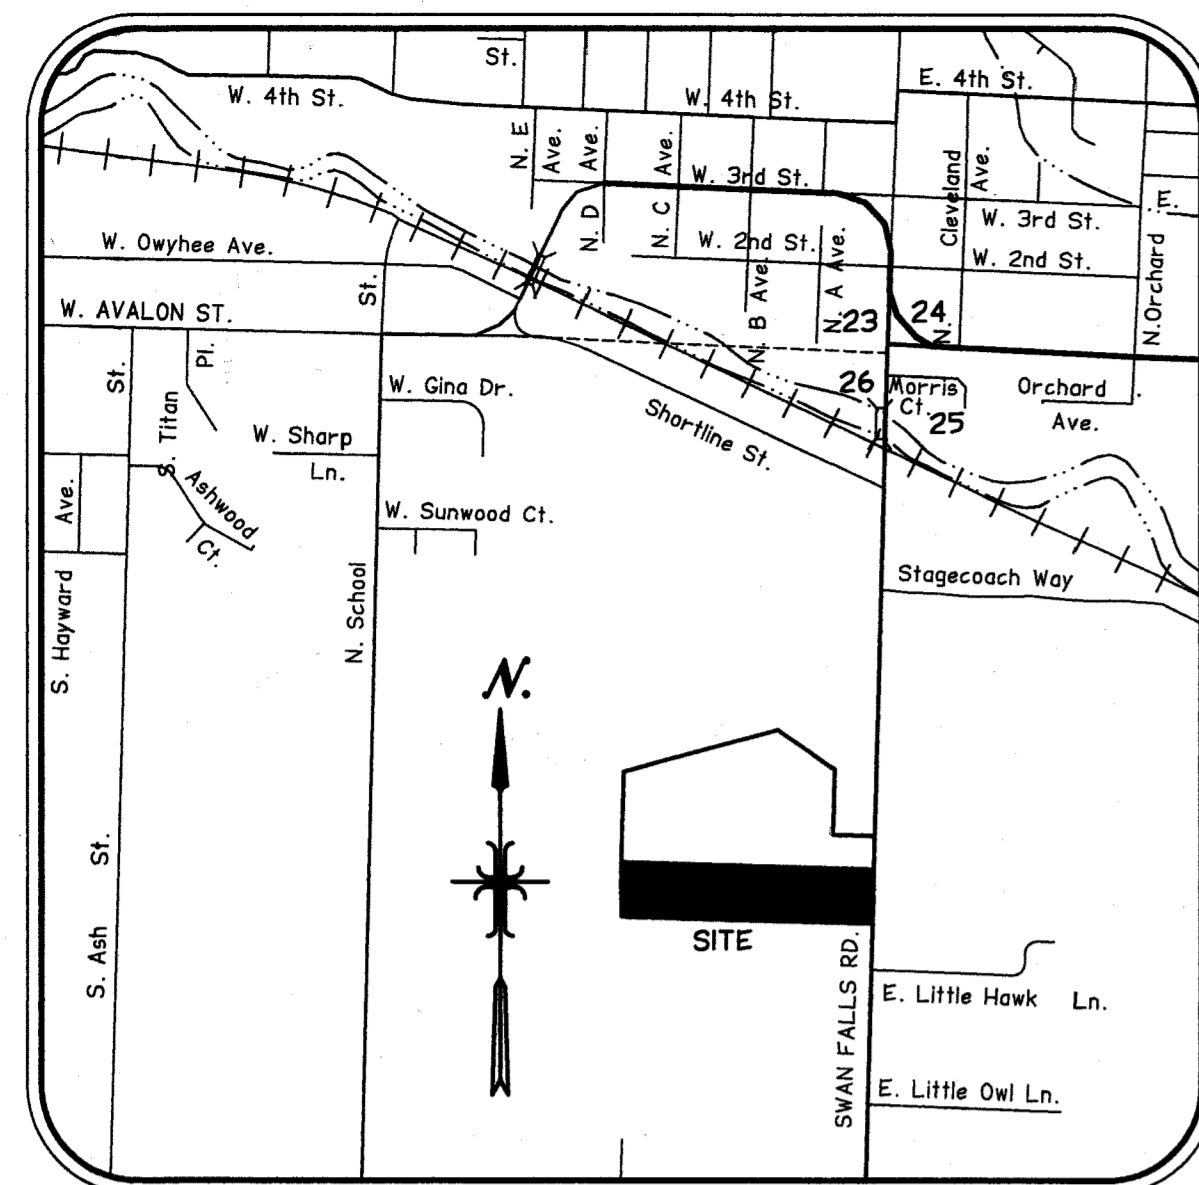 St.
E. 4th St.
W. 4th St.
W. 4th St.
N. E Ave.
N. D Ave.
N. C Ave.
Cleveland Ave.
W. 3rd St.
E.
W. 3rd St.
W. Owyhee Ave.
W. 2nd St.
W. 2nd St.
N. B Ave.
N. A Ave.
N. Orchard
St.
W. AVALON ST.
23
24
N.
St.
Pl.
S. Titan
W. Gina Dr.
26
Morris
Ct.
25
Orchard
Ave.
Shortline St.
W. Sharp
Ln.
Ashwood
Ct.
Ave.
W. Sunwood Ct.
S. Hayward
N. School
Stagecoach Way
N.
S. Ash St.
SITE
SWAN FALLS RD.
E. Little Hawk Ln.
E. Little Owl Ln.